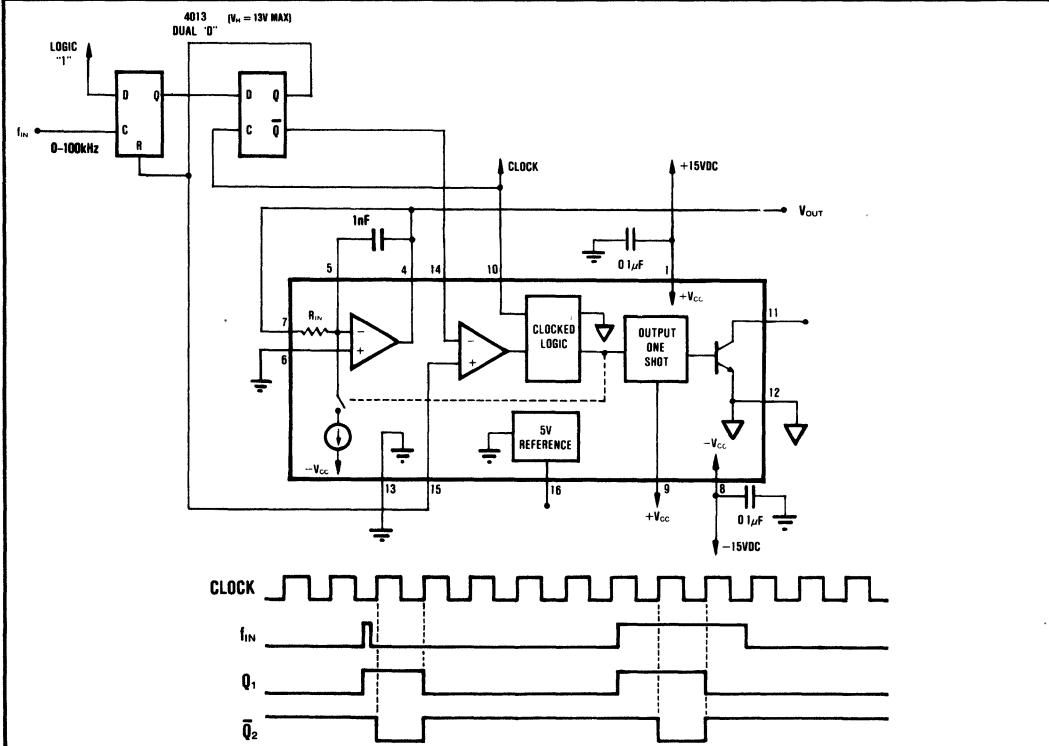 4013 (V_H = 13V MAX)
DUAL 'D'
LOGIC
"1"
D Q
C
R
D Q
C Q̅
f_IN
0–100kHz
CLOCK
+15VDC
1nF
V_OUT
0 1μF
5 4 14 10 1
+V_CC
7 R_IN
−
+
6
−
+
CLOCKED
LOGIC
OUTPUT
ONE
SHOT
11
12
5V
REFERENCE
−V_CC
−V_CC
13 15 16 9 8
+V_CC
0 1μF
−15VDC
CLOCK
f_IN
Q₁
Q̅₂